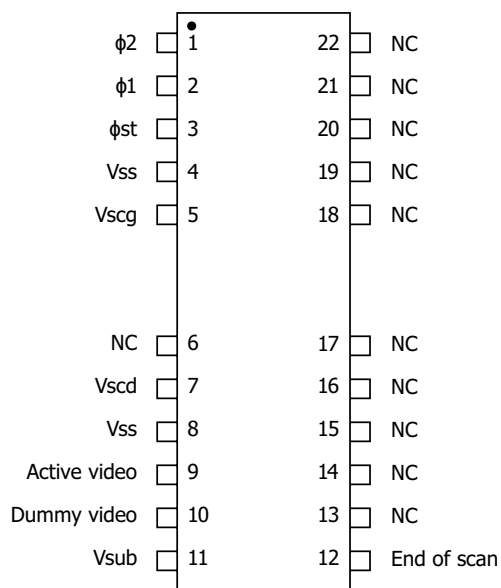 ϕ2 1 22 NC
ϕ1 2 21 NC
ϕst 3 20 NC
Vss 4 19 NC
Vscg 5 18 NC
NC 6 17 NC
Vscd 7 16 NC
Vss 8 15 NC
Active video 9 14 NC
Dummy video 10 13 NC
Vsub 11 12 End of scan